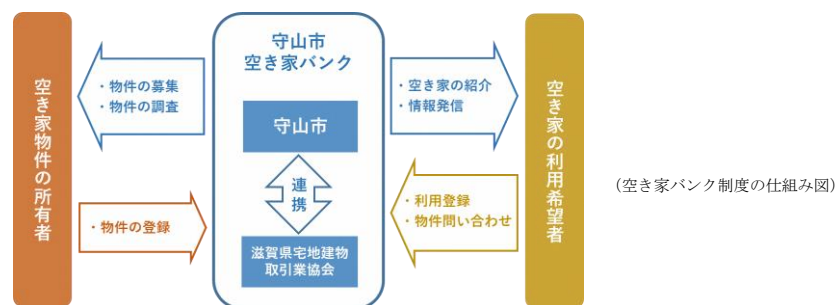 空き家物件の所有者
・物件の募集
・物件の調査
・物件の登録
守山市
空き家バンク
守山市
連携
滋賀県宅地建物
取引業協会
・空き家の紹介
・情報発信
・利用登録
・物件問い合わせ
空き家の利用希望者
(空き家バンク制度の仕組み図)